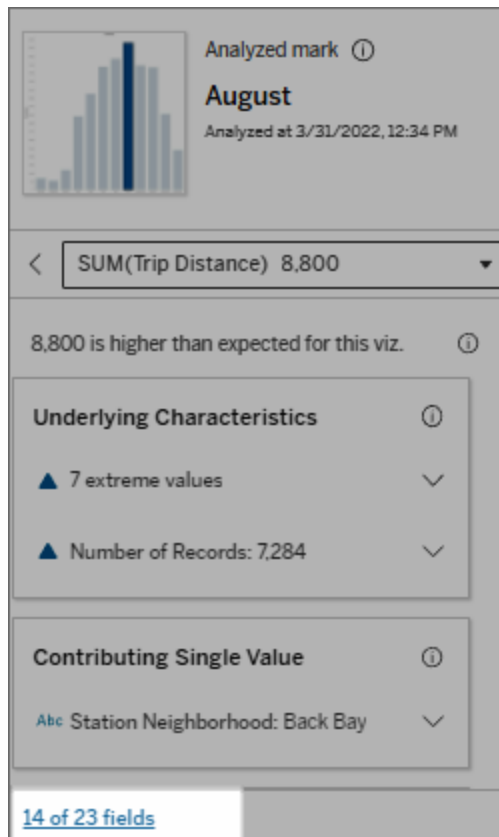 Analyzed mark
August
Analyzed at 3/31/2022, 12:34 PM
SUM(Trip Distance) 8,800
8,800 is higher than expected for this viz.
Underlying Characteristics
7 extreme values
Number of Records: 7,284
Contributing Single Value
Abc Station Neighborhood: Back Bay
14 of 23 fields